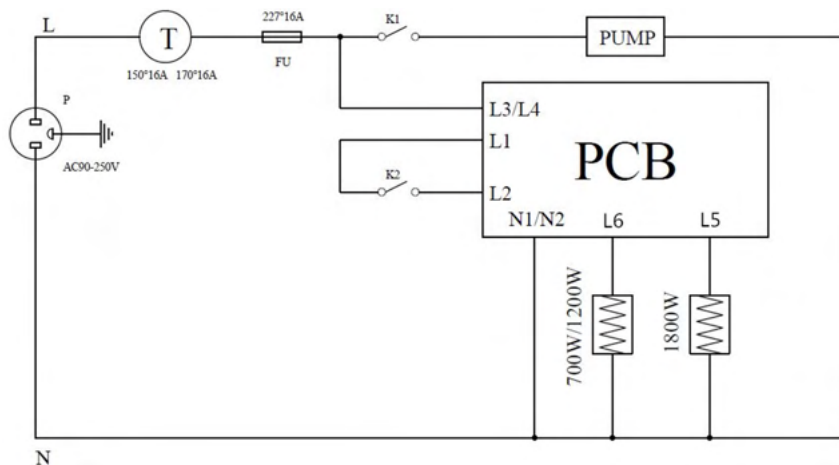 L
T
150°16A 170°16A
227°16A
FU
K1
PUMP
P
AC90-250V
L3/L4
L1
K2
L2
PCB
N1/N2
L6
L5
700W/1200W
1800W
N